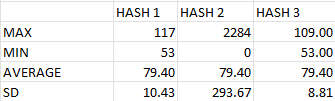 HASH 1 HASH 2 HASH 3
MAX 117 2284 109.00
MIN 53 0 53.00
AVERAGE 79.40 79.40 79.40
SD 10.43 293.67 8.81